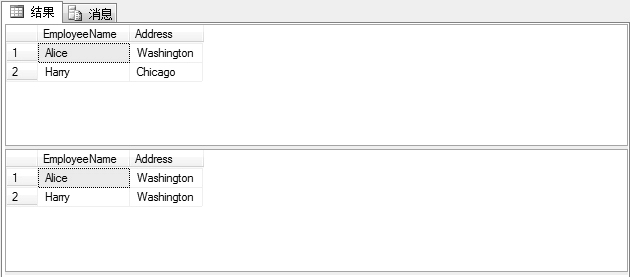 结果 消息
EmployeeName Address
1 Alice Washington
2 Harry Chicago
EmployeeName Address
1 Alice Washington
2 Harry Washington